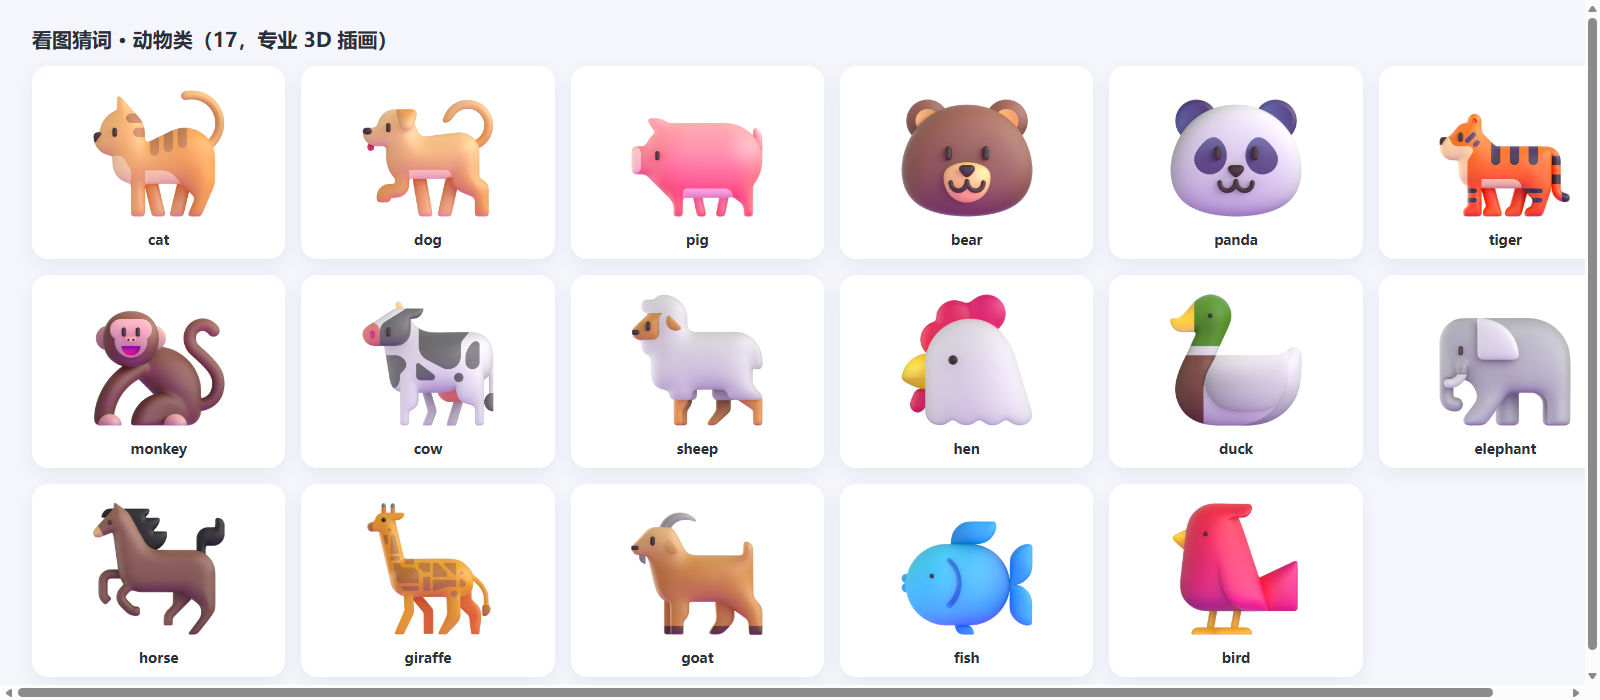 看图猜词 • 动物类（17，专业 3D 插画）
cat
dog
pig
bear
panda
tiger
monkey
cow
sheep
hen
duck
elephant
horse
giraffe
goat
fish
bird